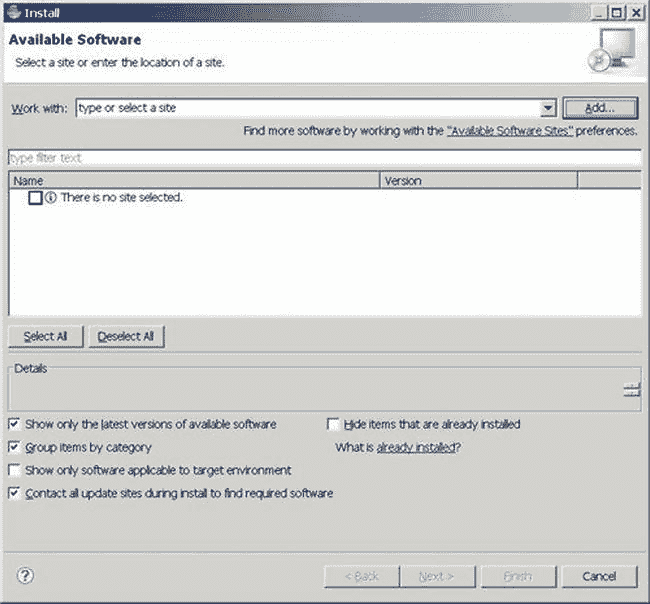 Install
Available Software
Select a site or enter the location of a site.
Work with: type or select a site Add...
Find more software by working with the "Available Software Sites" preferences.
type filter text
Name Version
There is no site selected.
Select All Deselect All
Details
Show only the latest versions of available software Hide items that are already installed
Group items by category What is already installed?
Show only software applicable to target environment
Contact all update sites during install to find required software
? < Back Next > Finish Cancel